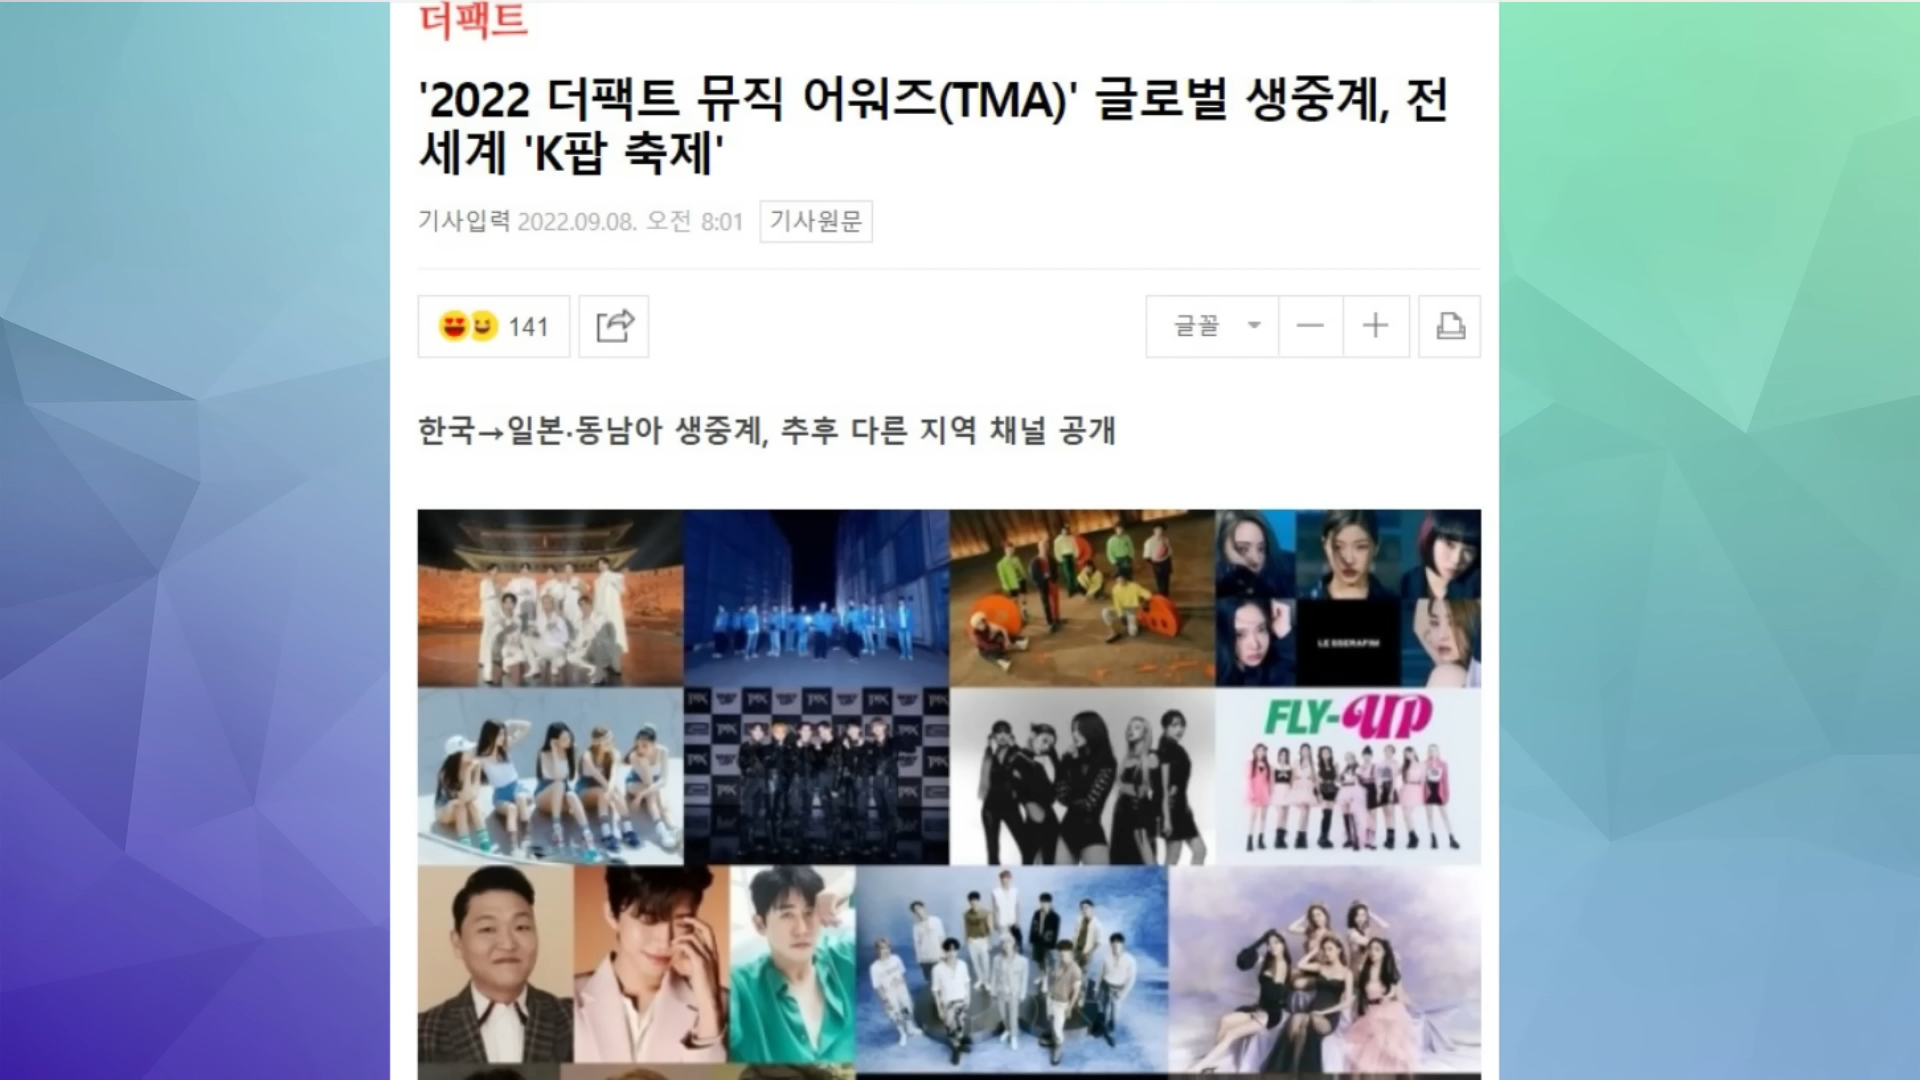 더팩트
'2022 더팩트 뮤직 어워즈(TMA)' 글로벌 생중계, 전
세계 'K팝 축제'
기사입력 2022.09.08. 오전 8:01 기사원문
141
글꼴
한국→일본·동남아 생중계, 추후 다른 지역 채널 공개
LE SSERAFIM
FLY-UP